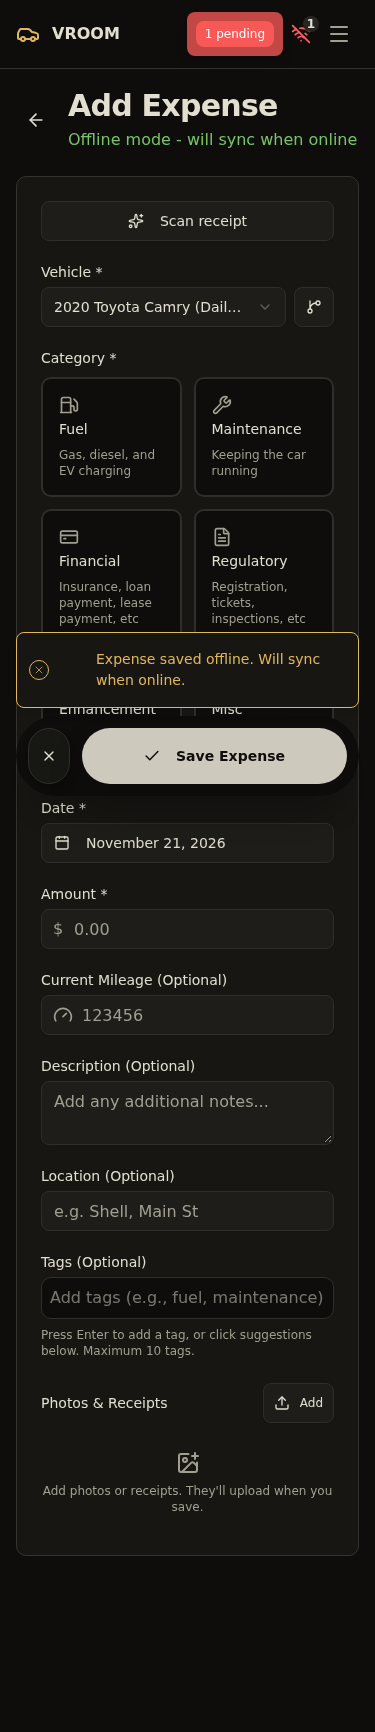 VROOM
1 pending
1
Add Expense
Offline mode - will sync when online
Scan receipt
Vehicle *
2020 Toyota Camry (Dail...
Category *
Fuel
Gas, diesel, and
EV charging
Maintenance
Keeping the car
running
Financial
Insurance, loan
payment, lease
payment, etc
Regulatory
Registration,
tickets,
inspections, etc
Expense saved offline. Will sync
when online.
Enhancement
Misc
Save Expense
Date *
November 21, 2026
Amount *
$ 0.00
Current Mileage (Optional)
123456
Description (Optional)
Add any additional notes...
Location (Optional)
e.g. Shell, Main St
Tags (Optional)
Add tags (e.g., fuel, maintenance)
Press Enter to add a tag, or click suggestions
below. Maximum 10 tags.
Photos & Receipts
Add
Add photos or receipts. They'll upload when you
save.